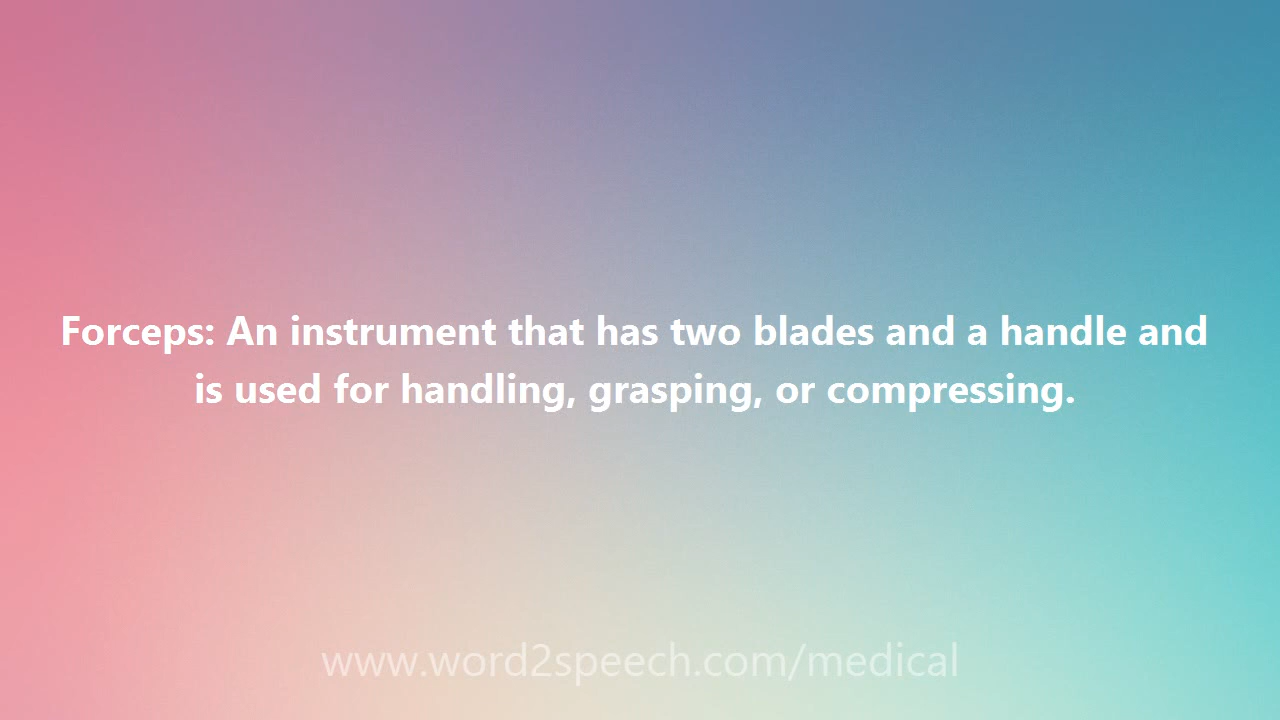 Forceps: An instrument that has two blades and a handle and
is used for handling, grasping, or compressing.
www.word2speech.com/medical